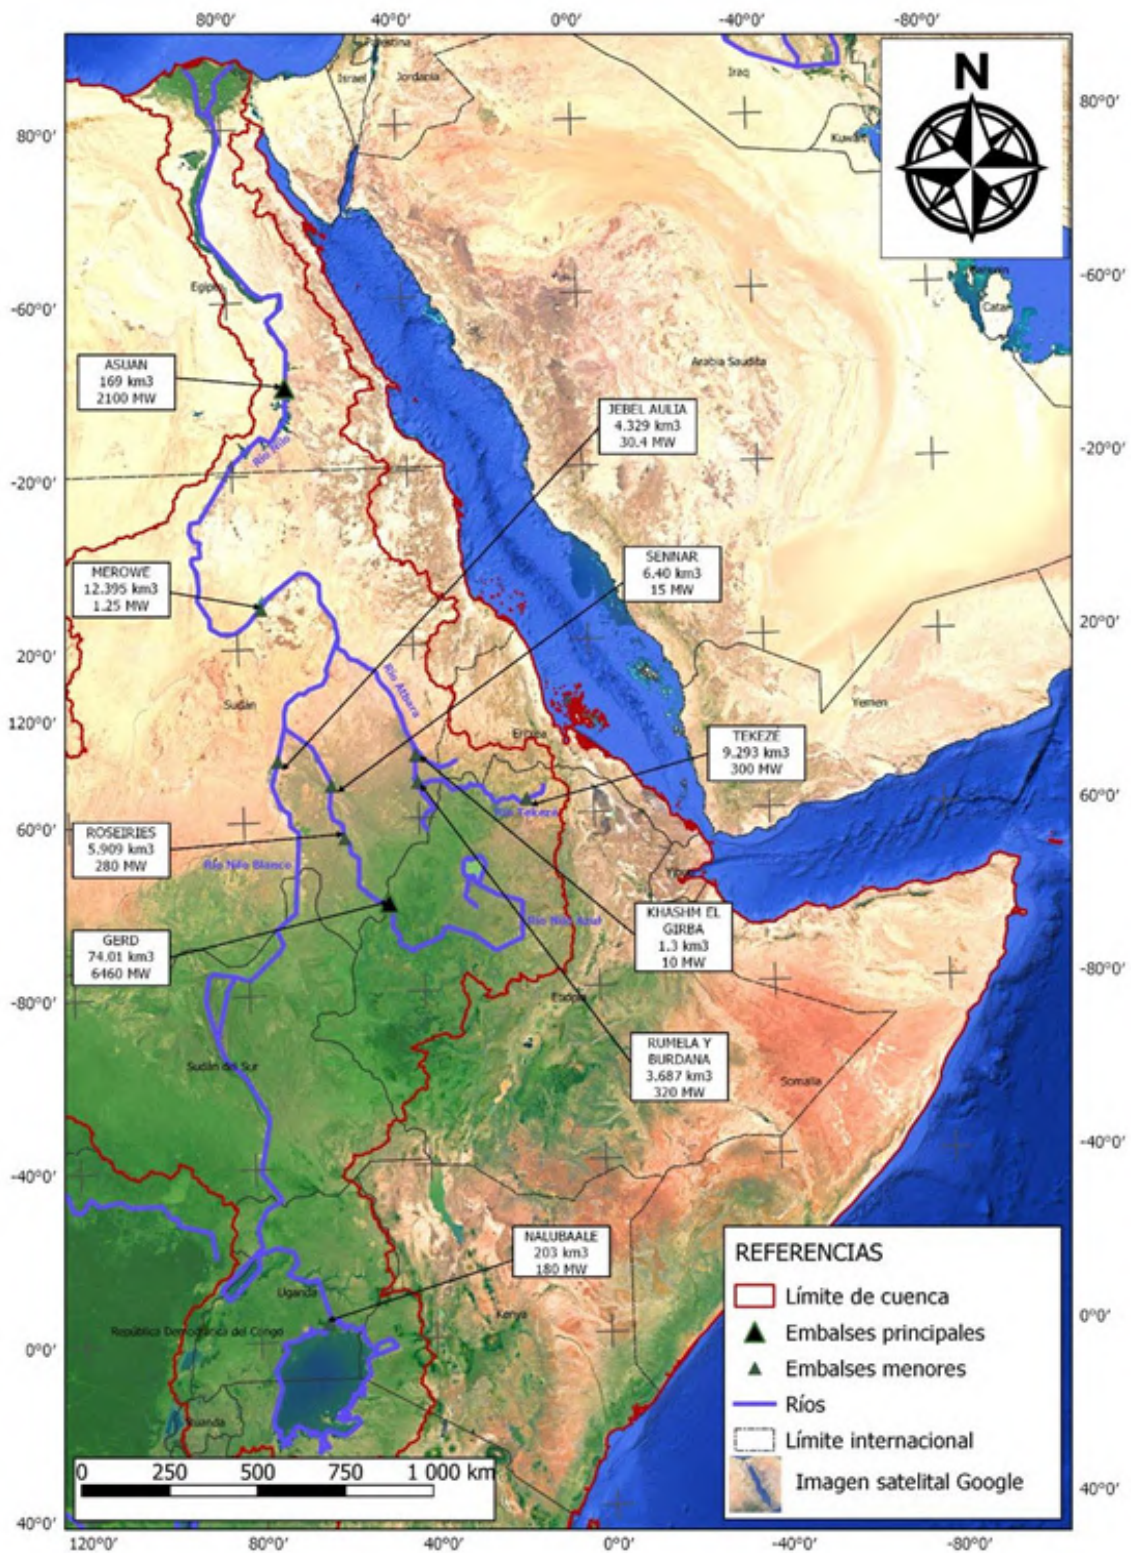 80°0' 40°0' 0°0' -40°0' -80°0'
Palestina
Israel
Jordania
Iraq
Kuwait
N
80°0'
80°0'
-60°0'
-60°0'
Egipto
Catar
Arabia Saudita
ASUAN
169 km3
2100 MW
Río Nilo
JEBEL AULIA
4.329 km3
30.4 MW
-20°0'
-20°0'
SENNAR
6.40 km3
15 MW
MEROWE
12.395 km3
1.25 MW
20°0'
20°0'
Río Atbara
Sudán
Yemen
120°0'
Eritrea
TEKEZE
9.293 km3
300 MW
60°0'
60°0'
Río Tekeze
ROSEIRIES
5.909 km3
280 MW
Río Nilo Blanco
Río Nilo Azul
KHASHM EL
GIRBA
1.3 km3
10 MW
GERD
74.01 km3
6460 MW
-80°0'
-80°0'
Etiopía
RUMELA Y
BURDANA
3.687 km3
320 MW
Sudán del Sur
Somalia
-40°0'
-40°0'
NALUBAALE
203 km3
180 MW
Uganda
Kenya
República Democrática del Congo
0°0'
0°0'
Ruanda
REFERENCIAS
Límite de cuenca
Embalses principales
Embalses menores
Ríos
Límite internacional
Imagen satelital Google
0 250 500 750 1 000 km
40°0'
40°0'
120°0' 80°0' 40°0' 0°0' -40°0' -80°0'